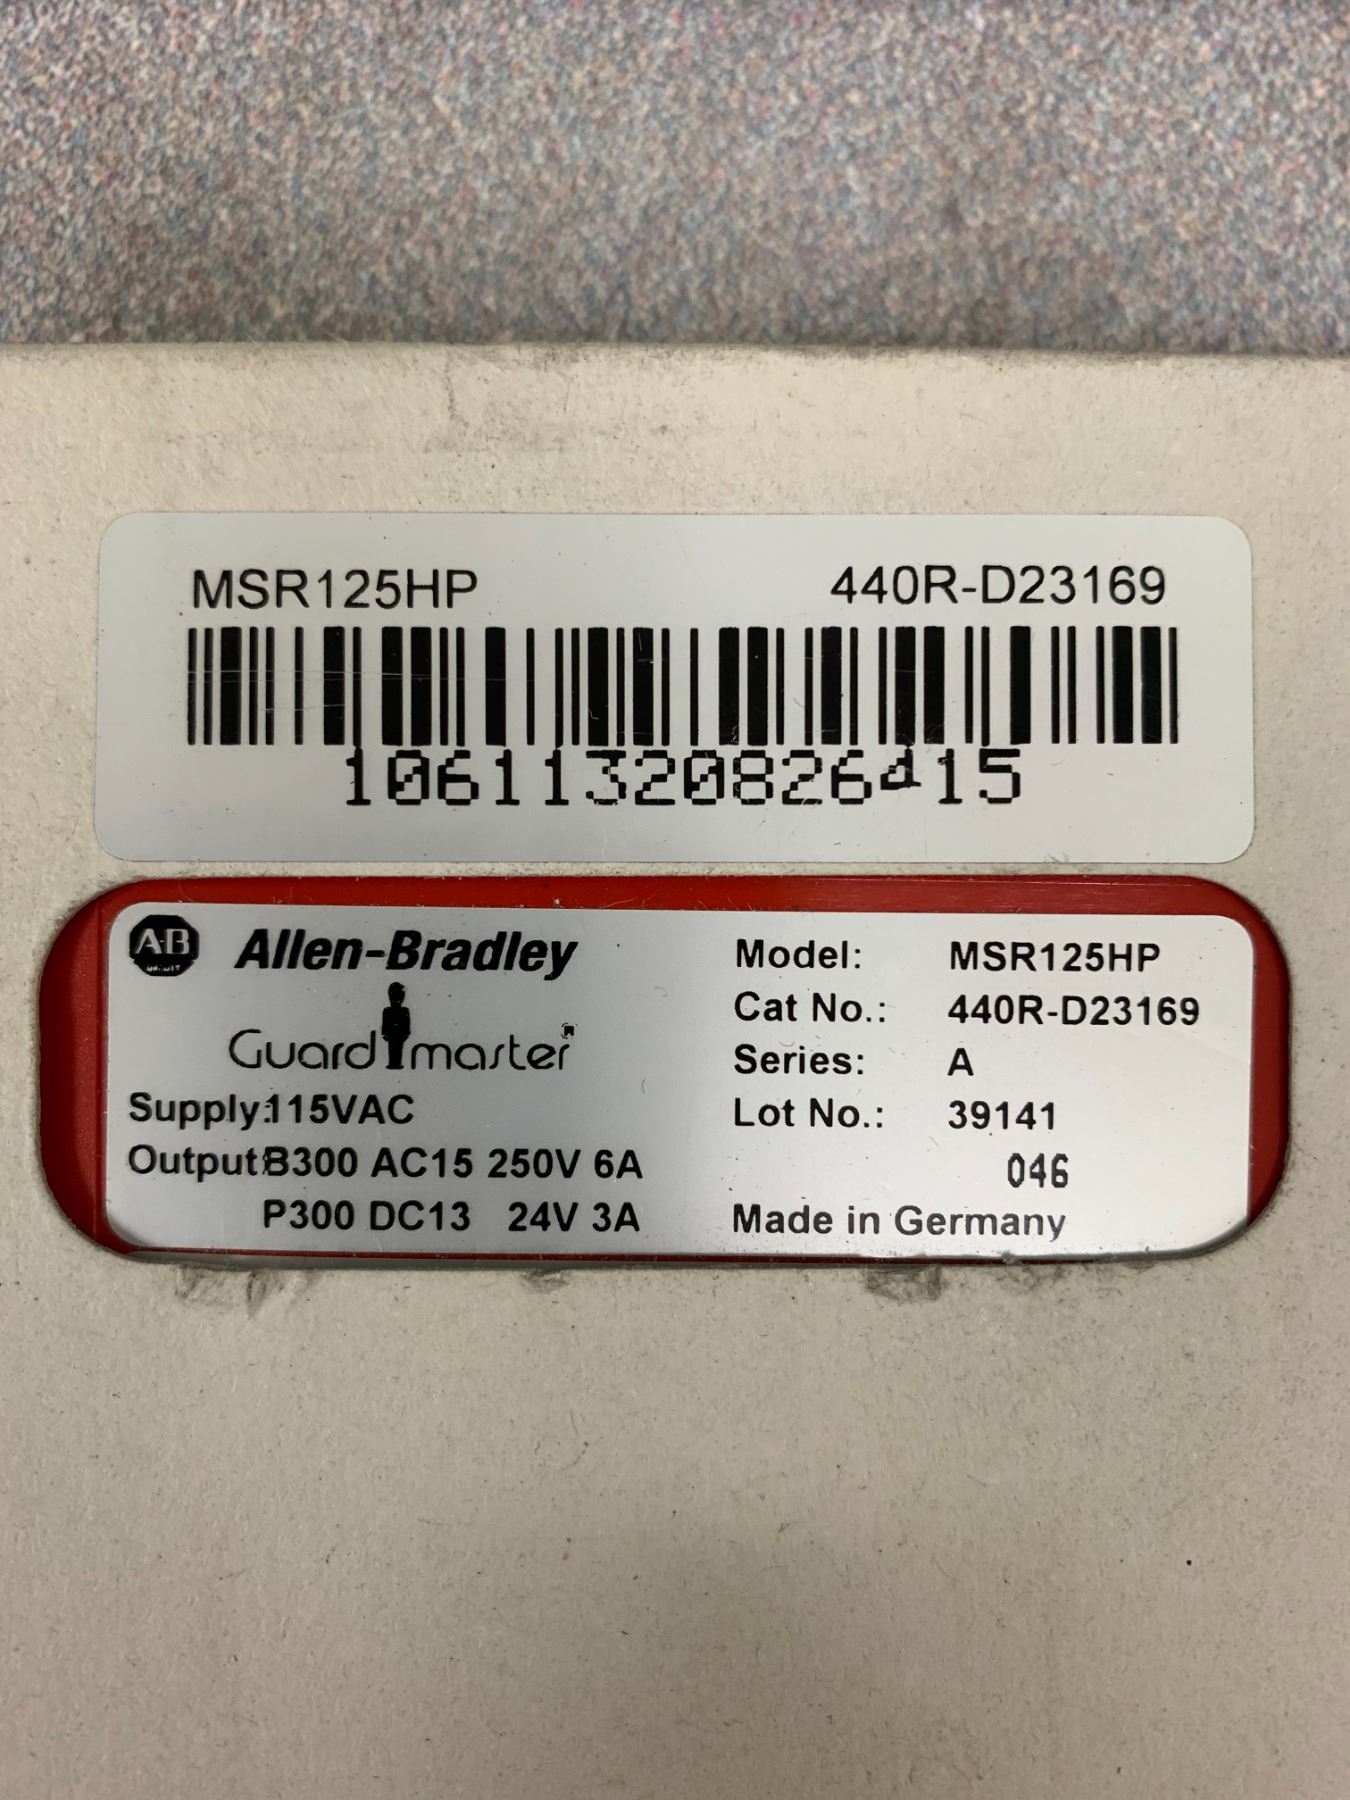 MSR125HP 440R-D23169
10611320826415
A-B Allen-Bradley
Guardmaster
Supply:115VAC
Output:B300 AC15 250V 6A
P300 DC13 24V 3A
Model: MSR125HP
Cat No.: 440R-D23169
Series: A
Lot No.: 39141
046
Made in Germany